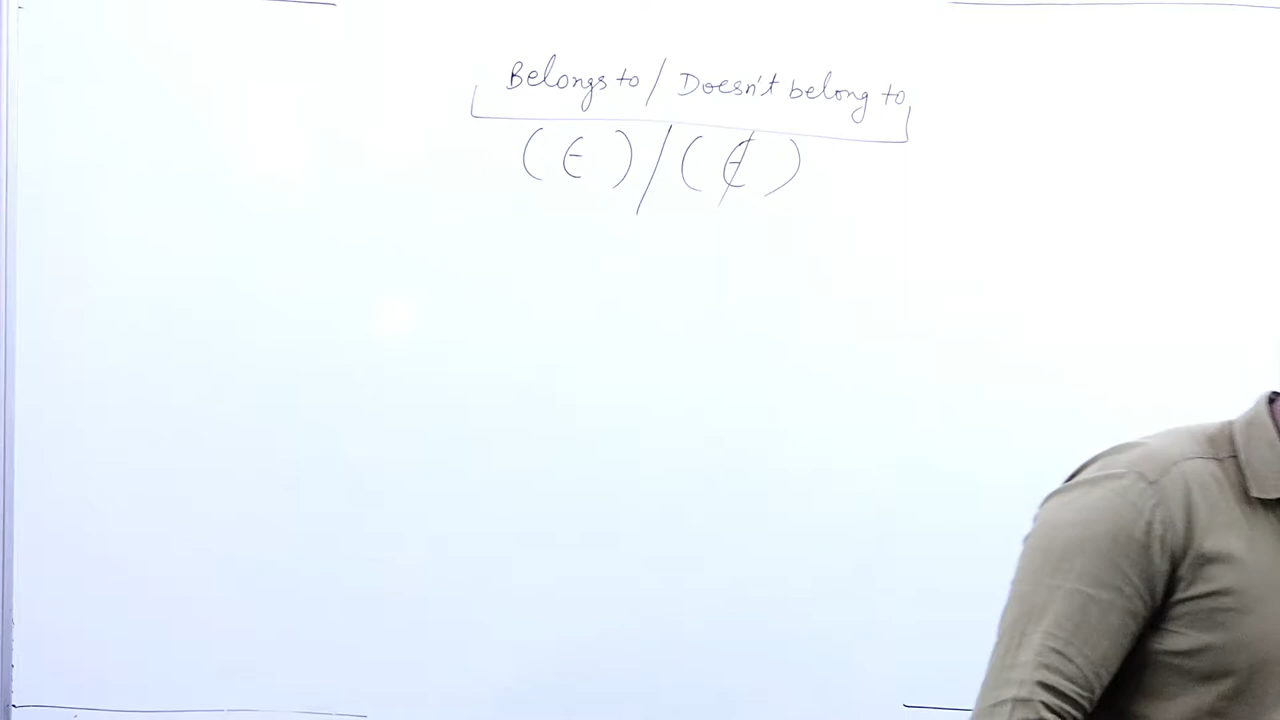 Belongs to / Doesn't belong to
( ∈ ) / ( ∉ )